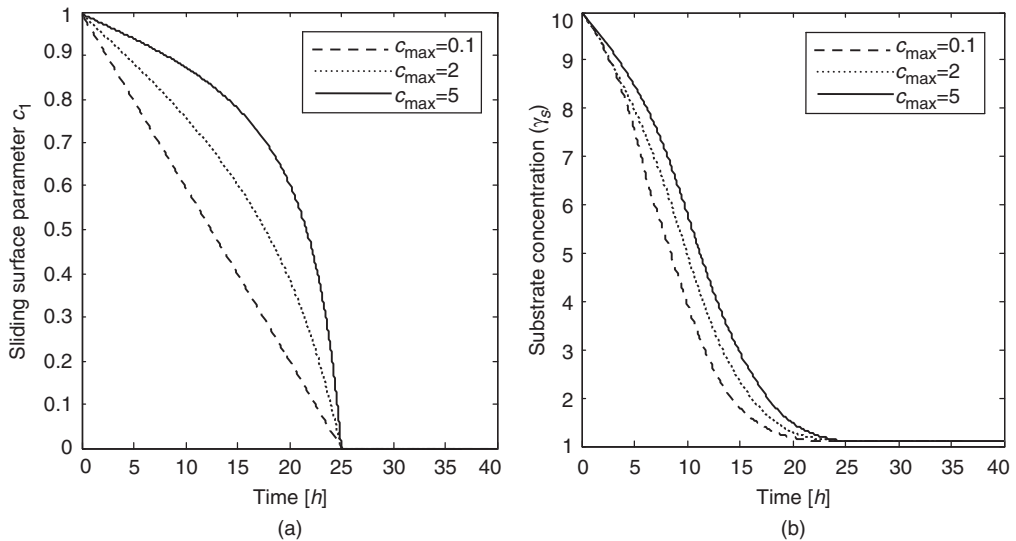 1
0.9
0.8
0.7
0.6
0.5
0.4
0.3
0.2
0.1
0
Sliding surface parameter c1
cmax=0.1
cmax=2
cmax=5
0 5 10 15 20 25 30 35 40
Time [h]
(a)
10
9
8
7
6
5
4
3
2
1
Substrate concentration (γs)
cmax=0.1
cmax=2
cmax=5
0 5 10 15 20 25 30 35 40
Time [h]
(b)